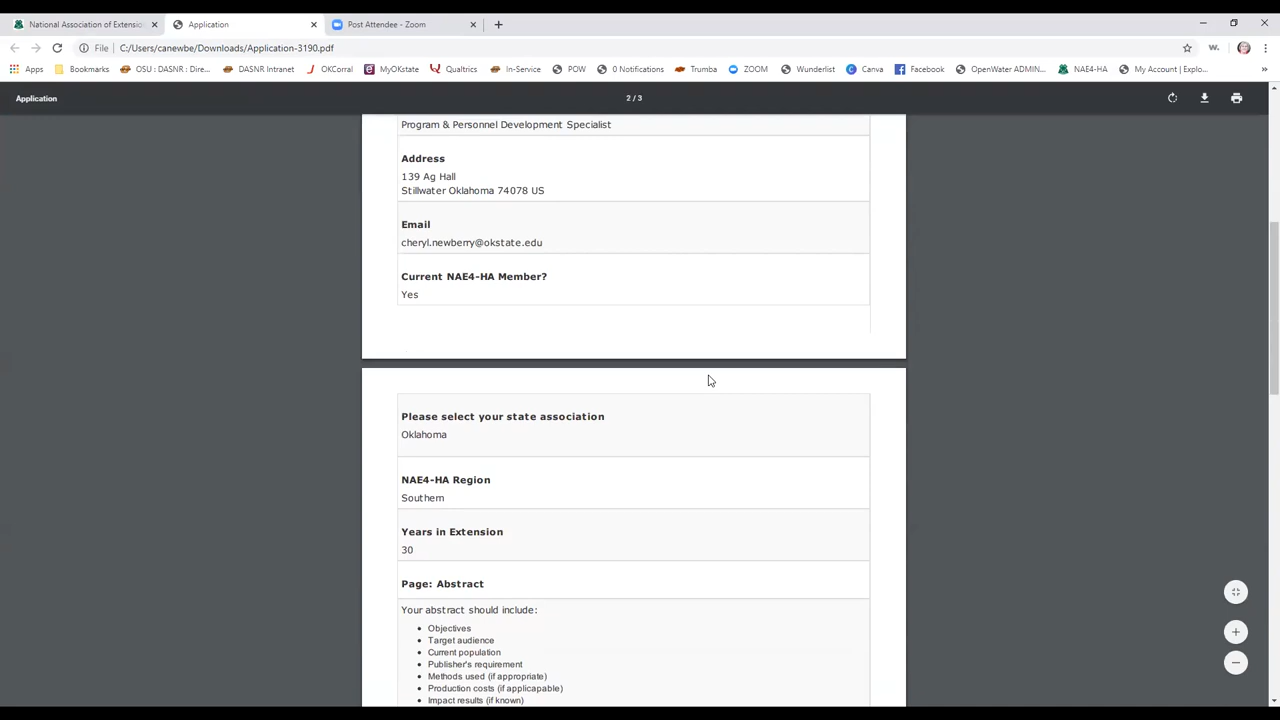 National Association of Extensio
Application
Post Attendee - Zoom
File
C:/Users/canewbe/Downloads/Application-3190.pdf
Apps
Bookmarks
OSU : DASNR : Dire...
DASNR Intranet
OKCorral
MyOKstate
Qualtrics
In-Service
POW
0 Notifications
Trumba
ZOOM
Wunderlist
Canva
Facebook
OpenWater ADMIN...
NAE4-HA
My Account | Explo...
Application
2 / 3
Program & Personnel Development Specialist
Address
139 Ag Hall
Stillwater Oklahoma 74078 US
Email
cheryl.newberry@okstate.edu
Current NAE4-HA Member?
Yes
Please select your state association
Oklahoma
NAE4-HA Region
Southern
Years in Extension
30
Page: Abstract
Your abstract should include:
• Objectives
• Target audience
• Current population
• Publisher's requirement
• Methods used (if appropriate)
• Production costs (if applicapable)
• Impact results (if known)